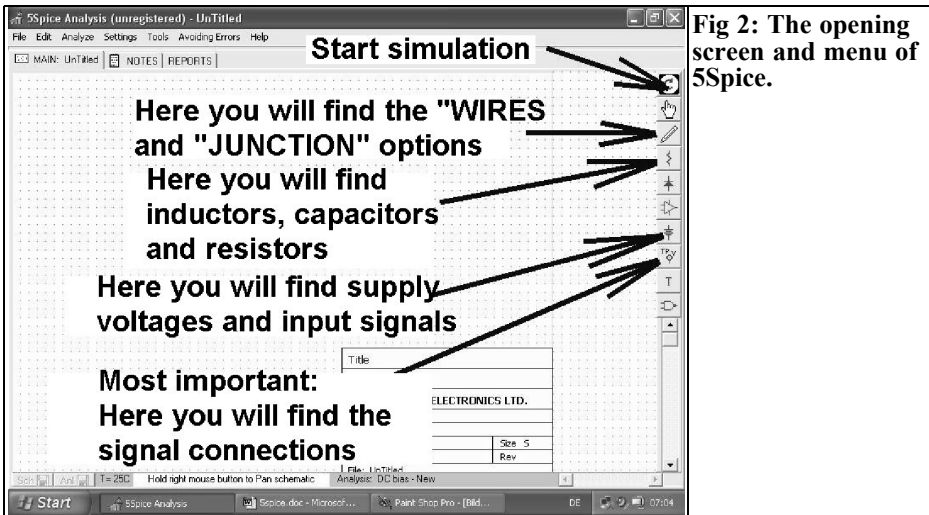 5Spice Analysis (unregistered) - UnTitled
File Edit Analyze Settings Tools Avoiding Errors Help
MAIN: UnTitled NOTES REPORTS
Start simulation
Here you will find the "WIRES
and "JUNCTION" options
Here you will find
inductors, capacitors
and resistors
Here you will find supply
voltages and input signals
Most important:
Here you will find the
signal connections
TPV
T
Title
ELECTRONICS LTD.
Size S
Rev
File: UnTitled
Sch Anl T= 25C Hold right mouse button to Pan schematic Analysis: DC bias - New
Start 5Spice Analysis 5spice.doc - Microsof... Paint Shop Pro - [Bild... DE 07:04
Fig 2: The opening
screen and menu of
5Spice.